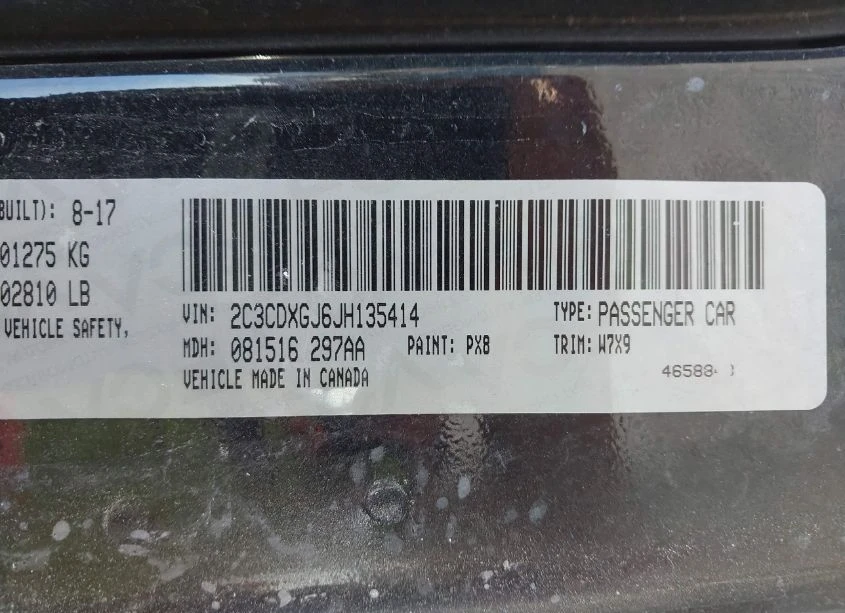 BUILT): 8-17
01275 KG
02810 LB
VEHICLE SAFETY,
VIN: 2C3CDXGJ6JH135414 TYPE: PASSENGER CAR
MDH: 081516 297AA PAINT: PX8 TRIM: W7X9
VEHICLE MADE IN CANADA
46588